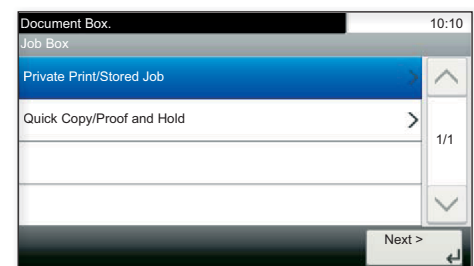 Document Box.
10:10
Job Box
Private Print/Stored Job
Quick Copy/Proof and Hold
1/1
Next >